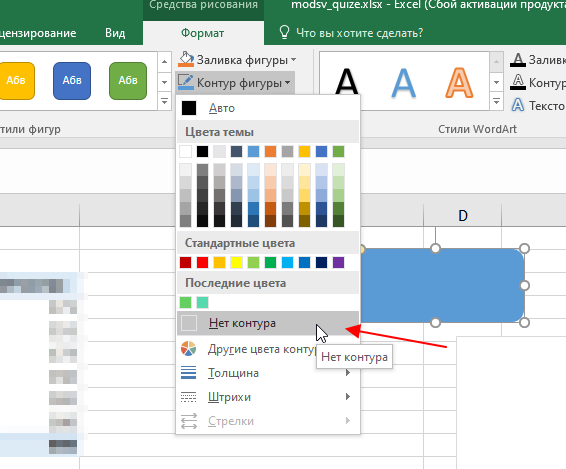 Средства рисования
modsv_quize.xlsx - Excel (Сбой активации продукта
цензирование
Вид
Формат
Что вы хотите сделать?
Абв
Абв
Абв
Заливка фигуры
Контур фигуры
А
А
А
Заливк
Контур
Тексто
тили фигур
Стили WordArt
Авто
Цвета темы
Стандартные цвета
Последние цвета
Нет контура
Другие цвета конту
Нет контура
Толщина
Штрихи
Стрелки
D